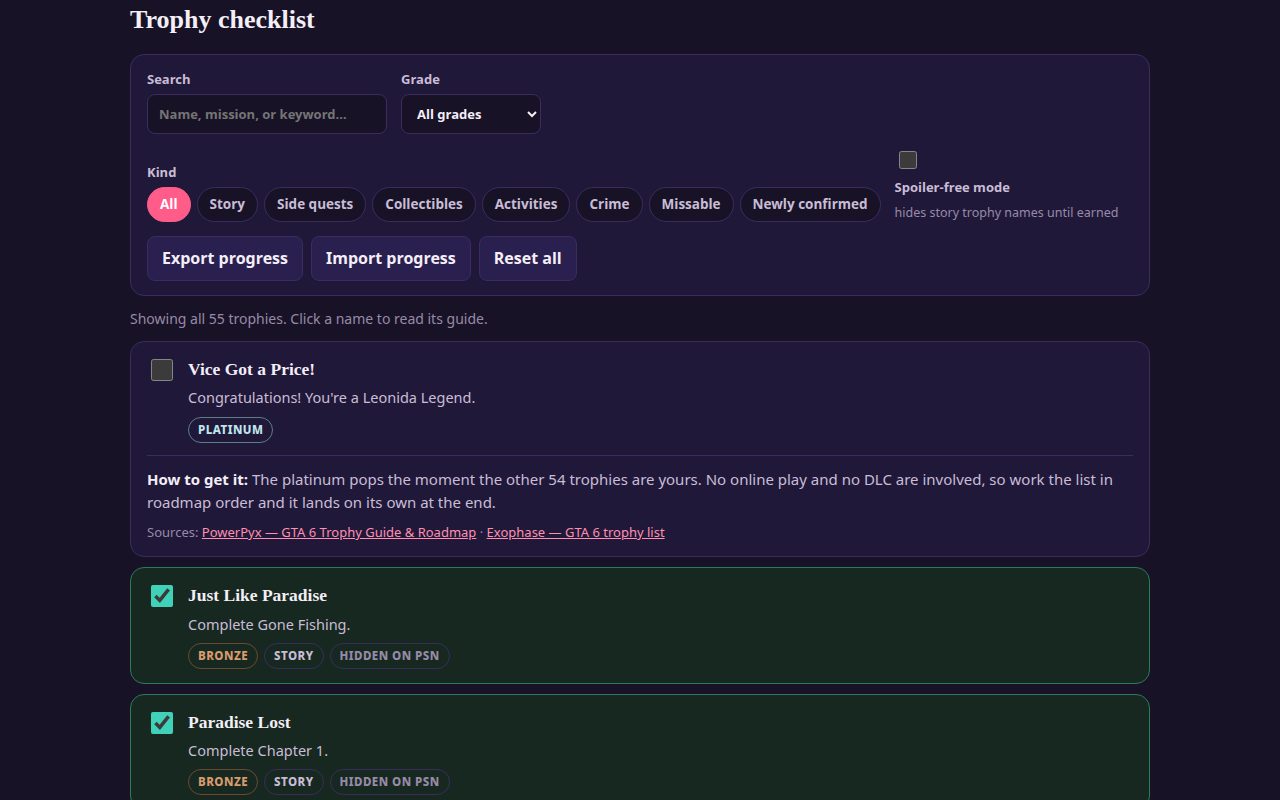 Trophy checklist
Search
Grade
Name, mission, or keyword...
All grades
Kind
All
Story
Side quests
Collectibles
Activities
Crime
Missable
Newly confirmed
Spoiler-free mode
hides story trophy names until earned
Export progress
Import progress
Reset all
Showing all 55 trophies. Click a name to read its guide.
Vice Got a Price!
Congratulations! You're a Leonida Legend.
PLATINUM
How to get it: The platinum pops the moment the other 54 trophies are yours. No online play and no DLC are involved, so work the list in
roadmap order and it lands on its own at the end.
Sources: PowerPyx — GTA 6 Trophy Guide & Roadmap · Exophase — GTA 6 trophy list
Just Like Paradise
Complete Gone Fishing.
BRONZE
STORY
HIDDEN ON PSN
Paradise Lost
Complete Chapter 1.
BRONZE
STORY
HIDDEN ON PSN